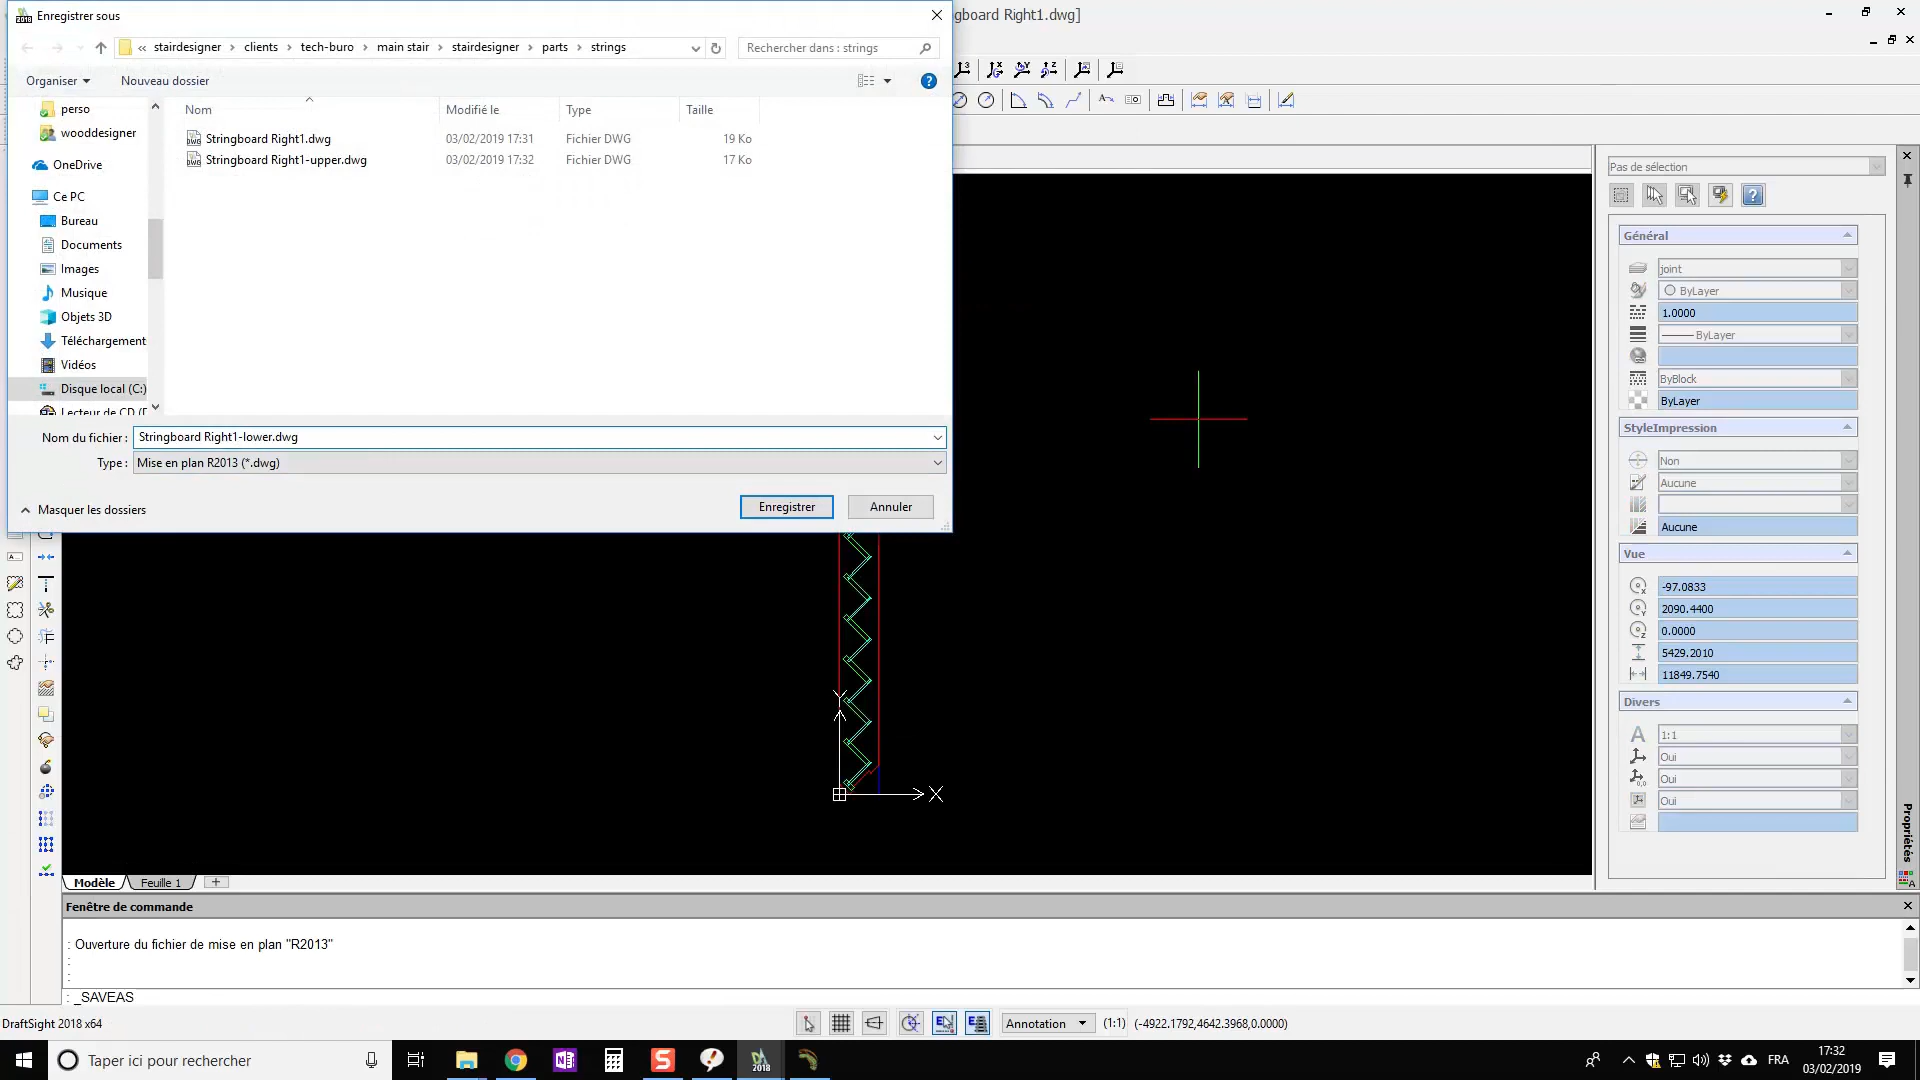 Enregistrer sous
gboard Right1.dwg]
« stairdesigner › clients › tech-buro › main stair › stairdesigner › parts › strings
Rechercher dans : strings
Organiser
Nouveau dossier
perso
wooddesigner
OneDrive
Ce PC
Bureau
Documents
Images
Musique
Objets 3D
Téléchargement
Vidéos
Disque local (C:)
Lecteur de CD (D
Nom Modifié le Type Taille
Stringboard Right1.dwg 03/02/2019 17:31 Fichier DWG 19 Ko
Stringboard Right1-upper.dwg 03/02/2019 17:32 Fichier DWG 17 Ko
Nom du fichier : Stringboard Right1-lower.dwg
Type : Mise en plan R2013 (*.dwg)
Masquer les dossiers
Enregistrer
Annuler
Y
X
Pas de sélection
Général
joint
ByLayer
1.0000
ByLayer
ByBlock
ByLayer
StyleImpression
Non
Aucune
Aucune
Vue
-97.0833
2090.4400
0.0000
5429.2010
11849.7540
Divers
1:1
Oui
Oui
Oui
Propriétés
Modèle
Feuille 1
+
Fenêtre de commande
: Ouverture du fichier de mise en plan "R2013"
:
:
: _SAVEAS
DraftSight 2018 x64
Annotation
(1:1)
(-4922.1792,4642.3968,0.0000)
Taper ici pour rechercher
2018
FRA
17:32
03/02/2019